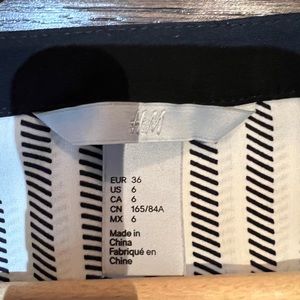 H&M
EUR 36
US 6
CA 6
CN 165/84A
MX 6
Made in
China
Fabriqué en
Chine